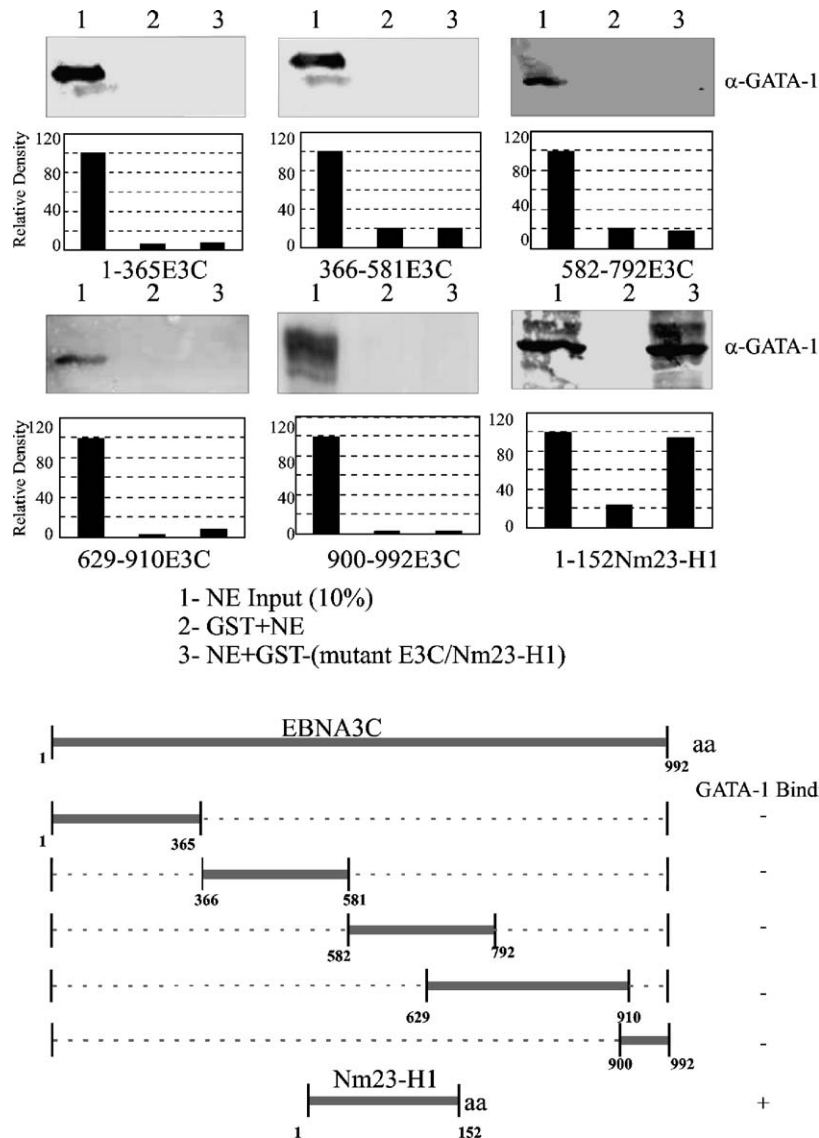 1 2 3 1 2 3 1 2 3
α-GATA-1
Relative Density
120
80
40
0
120
80
40
0
120
80
40
0
1-365E3C 366-581E3C 582-792E3C
1 2 3 1 2 3 1 2 3
α-GATA-1
Relative Density
120
80
40
0
120
80
40
0
120
80
40
0
629-910E3C 900-992E3C 1-152Nm23-H1
1- NE Input (10%)
2- GST+NE
3- NE+GST-(mutant E3C/Nm23-H1)
EBNA3C
aa
1 992
GATA-1 Bind
-
1 365
-
366 581
-
582 792
-
629 910
-
900 992
Nm23-H1
aa +
1 152